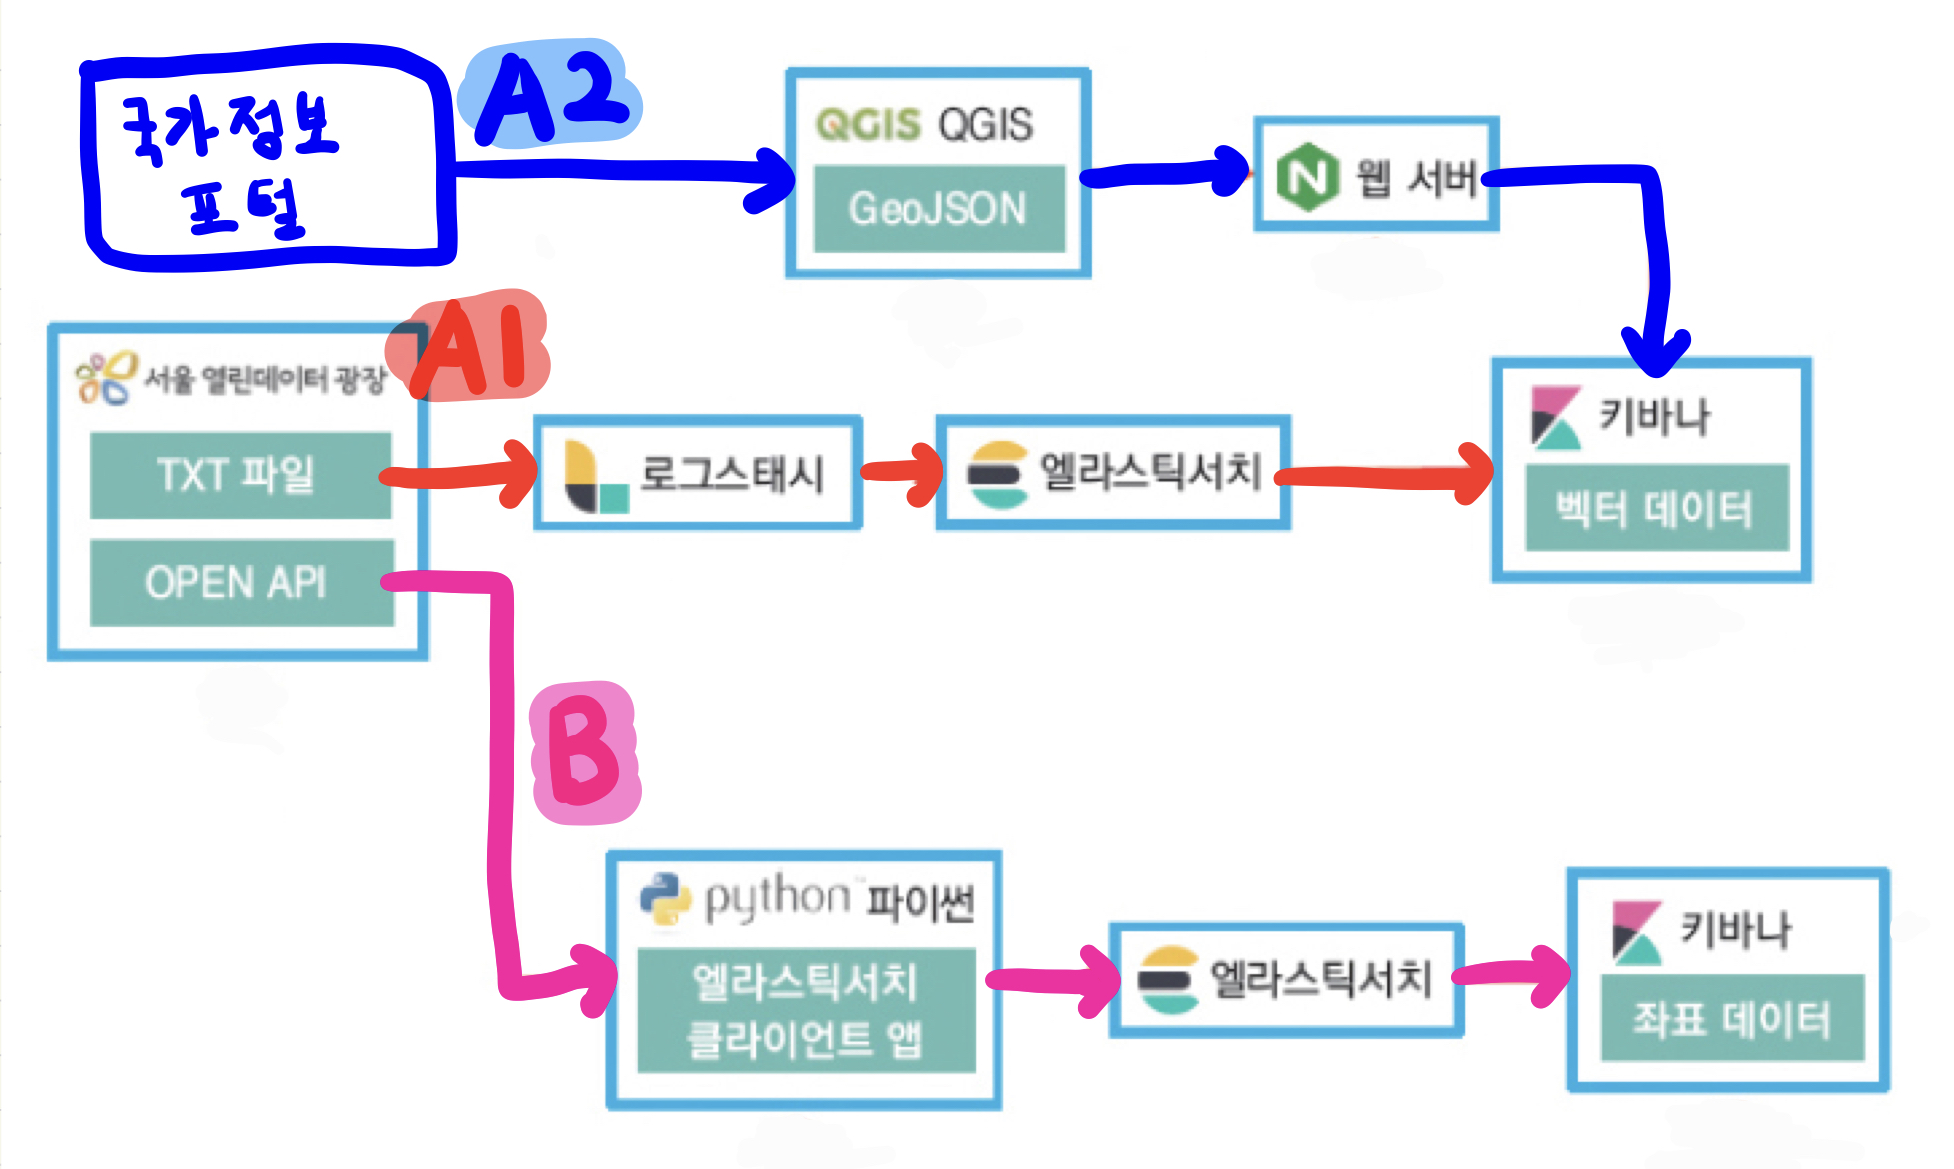 국가정보
포털
A2
QGIS QGIS
GeoJSON
N 웹 서버
A1
서울 열린데이터 광장
TXT 파일
OPEN API
로그스태시
엘라스틱서치
키바나
벡터 데이터
B
python™ 파이썬
엘라스틱서치
클라이언트 앱
엘라스틱서치
키바나
좌표 데이터